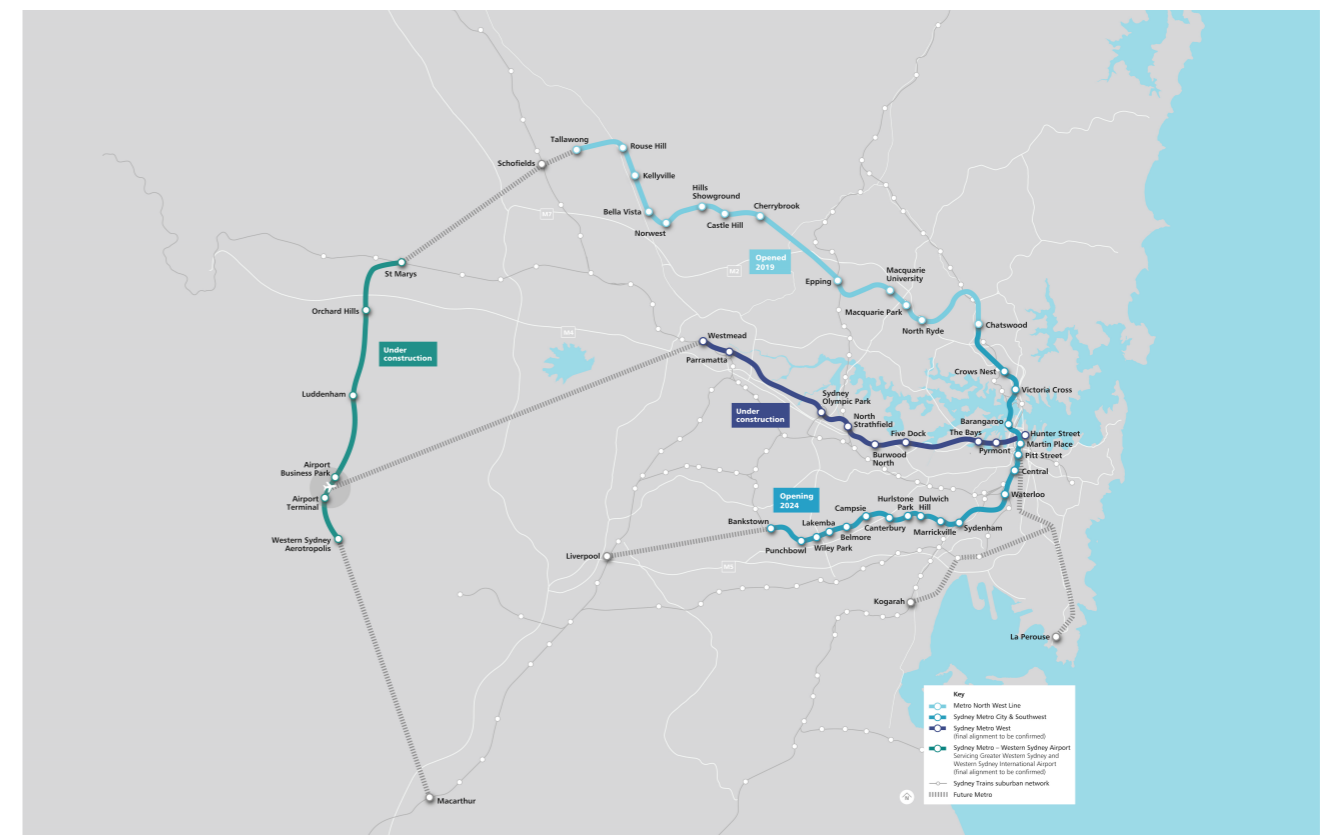 Tallawong
Rouse Hill
Schofields
Kellyville
Hills
Showground
Cherrybrook
Bella Vista
M7
Castle Hill
Norwest
Opened
2019
M2
St Marys
Macquarie
University
Epping
Orchard Hills
Macquarie Park
North Ryde
Chatswood
M4
Westmead
Under
construction
Parramatta
Crows Nest
Victoria Cross
Luddenham
Sydney
Olympic Park
Under
construction
North
Strathfield
Barangaroo
Five Dock
The Bays
Hunter Street
Martin Place
Burwood
North
Pyrmont
Pitt Street
Airport
Business Park
Central
Airport
Terminal
Opening
2024
Waterloo
Hurlstone
Park
Dulwich
Hill
Campsie
Bankstown
Lakemba
Canterbury
Sydenham
Marrickville
Belmore
Western Sydney
Aerotropolis
Punchbowl
Wiley Park
Liverpool
M5
Kogarah
La Perouse
Macarthur
Key
Metro North West Line
Sydney Metro City & Southwest
Sydney Metro West
(final alignment to be confirmed)
Sydney Metro – Western Sydney Airport
Servicing Greater Western Sydney and
Western Sydney International Airport
(final alignment to be confirmed)
Sydney Trains suburban network
Future Metro
N